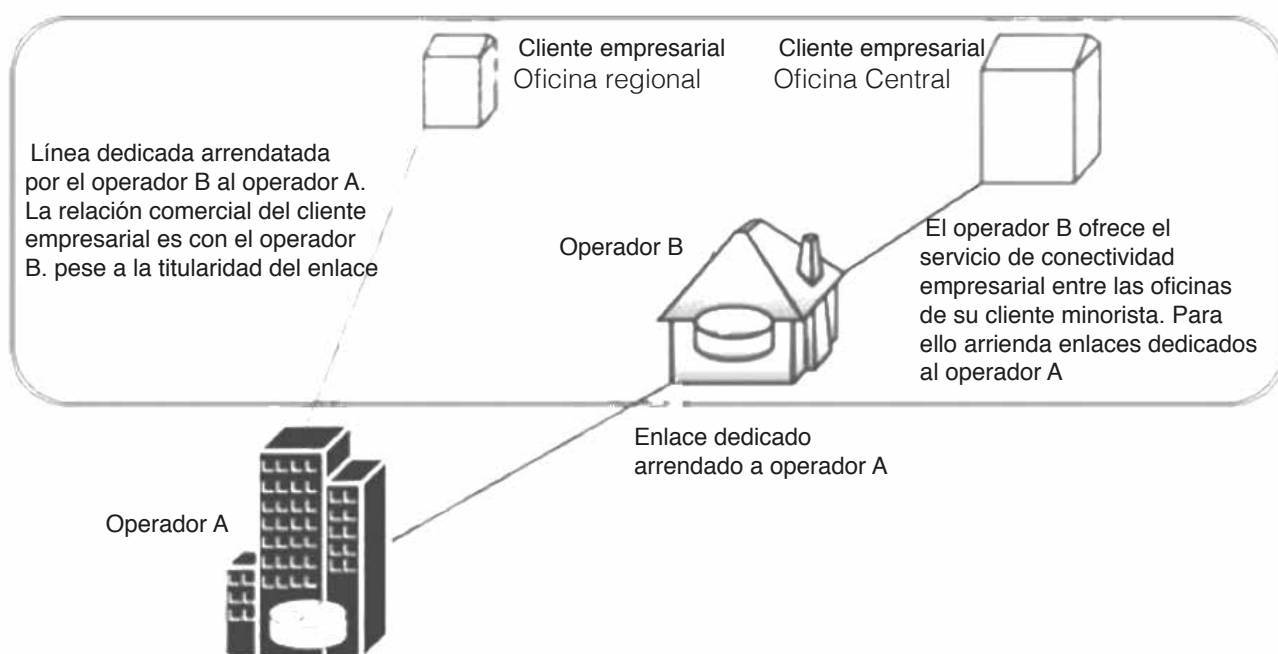 Cliente empresarial
Oficina regional
Cliente empresarial
Oficina Central
Línea dedicada arrendatada
por el operador B al operador A.
La relación comercial del cliente
empresarial es con el operador
B. pese a la titularidad del enlace
Operador B
El operador B ofrece el
servicio de conectividad
empresarial entre las oficinas
de su cliente minorista. Para
ello arrienda enlaces dedicados
al operador A
Enlace dedicado
arrendado a operador A
Operador A